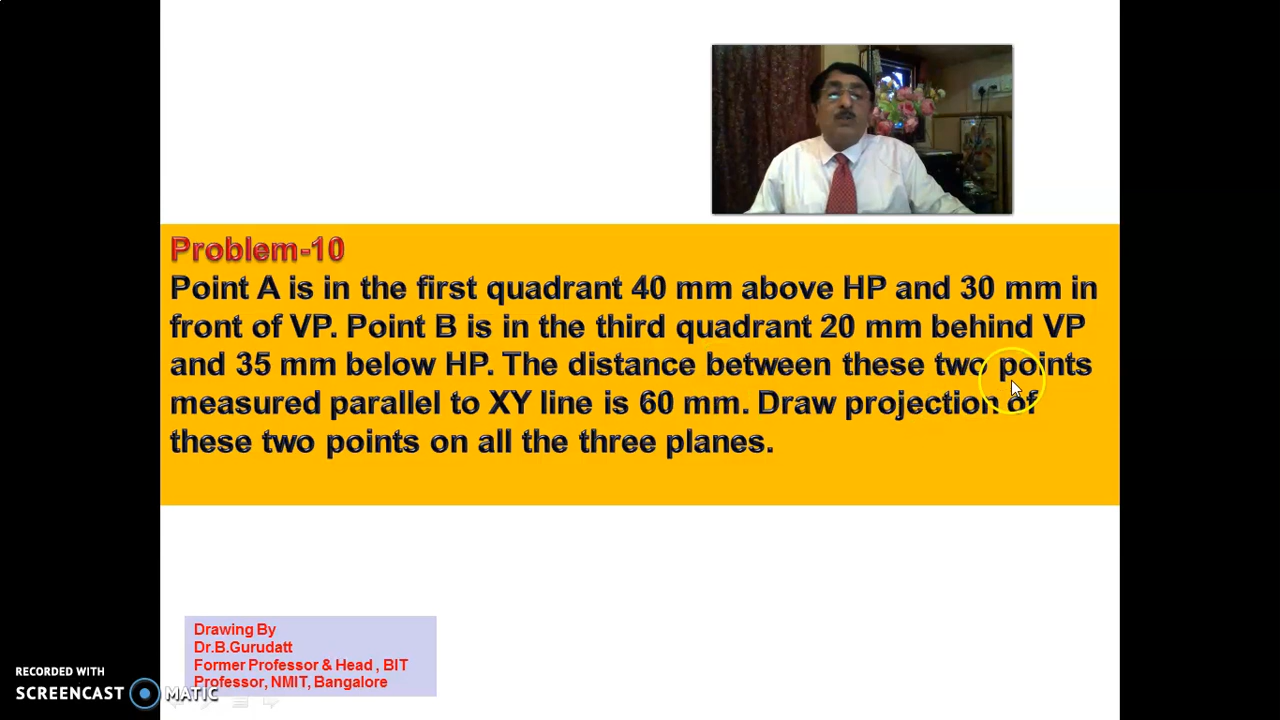 Problem-10
Point A is in the first quadrant 40 mm above HP and 30 mm in
front of VP. Point B is in the third quadrant 20 mm behind VP
and 35 mm below HP. The distance between these two points
measured parallel to XY line is 60 mm. Draw projection of
these two points on all the three planes.
Drawing By
Dr.B.Gurudatt
Former Professor & Head , BIT
Professor, NMIT, Bangalore
RECORDED WITH
SCREENCAST MATIC